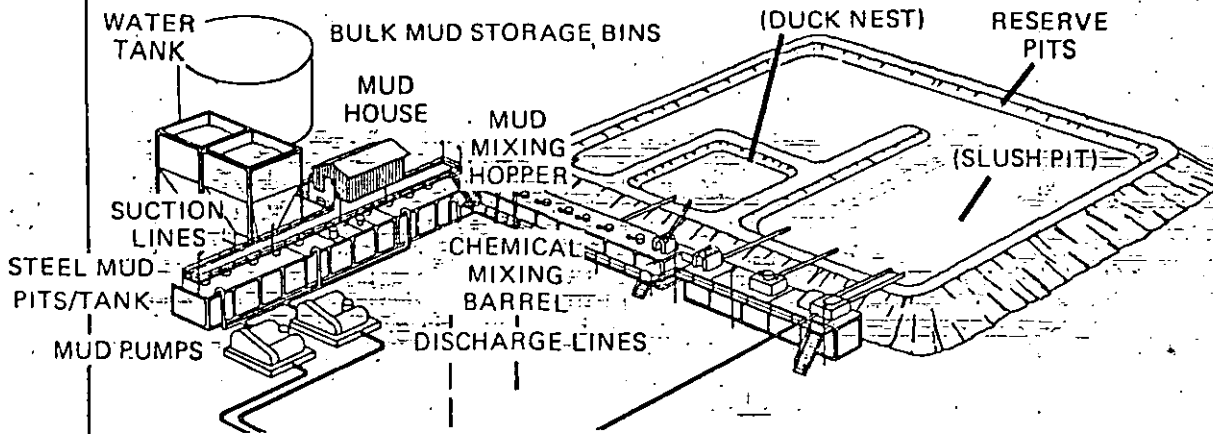 WATER
TANK
BULK MUD STORAGE BINS
(DUCK NEST)
RESERVE
PITS
MUD
HOUSE
MUD
MIXING
HOPPER
(SLUSH PIT)
SUCTION
LINES
STEEL MUD
PITS/TANK
CHEMICAL
MIXING
BARREL
MUD PUMPS
DISCHARGE LINES